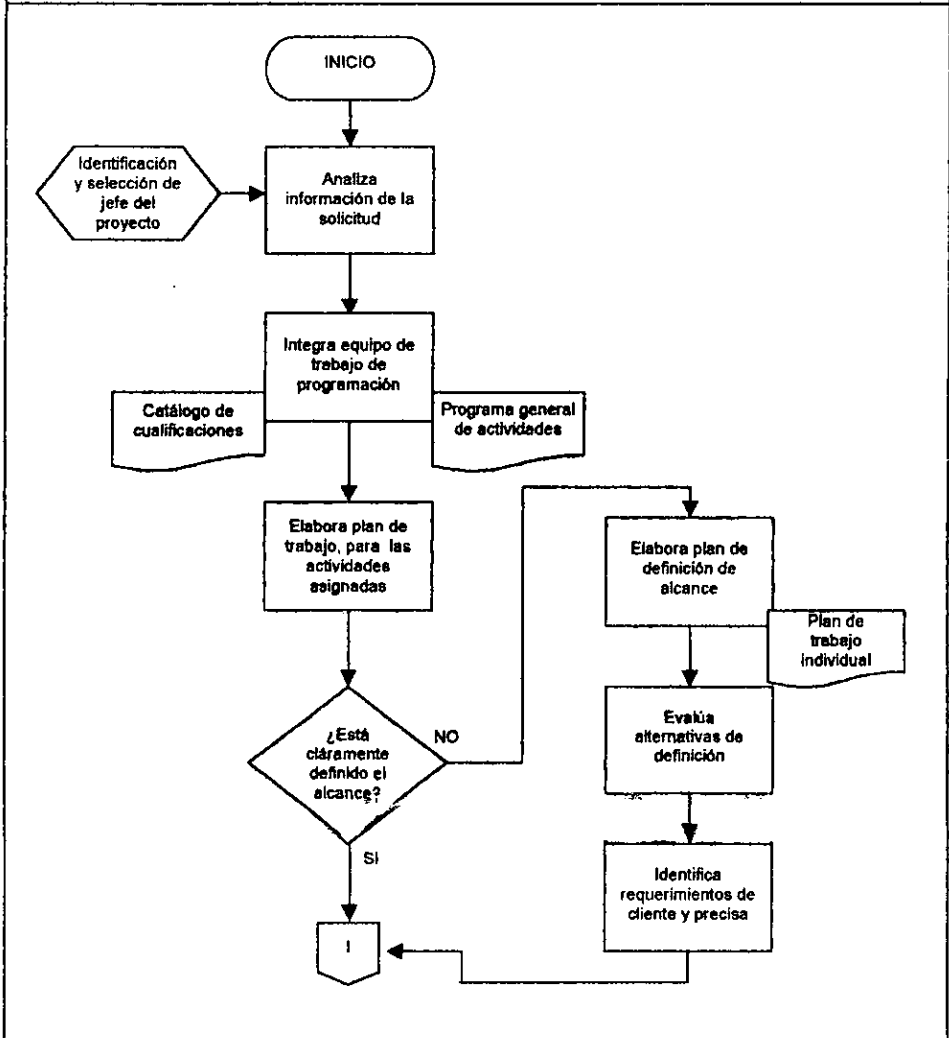 INICIO
Identificación
y selección de
jefe del
proyecto
Analiza
información de la
solicitud
Integra equipo de
trabajo de
programación
Catálogo de
cualificaciones
Programa general
de actividades
Elabora plan de
trabajo, para las
actividades
asignadas
¿Está
cláramente
definido el
alcance?
NO
SI
I
Elabora plan de
definición de
alcance
Plan de
trabajo
individual
Evalúa
alternativas de
definición
Identifica
requerimientos de
cliente y precisa